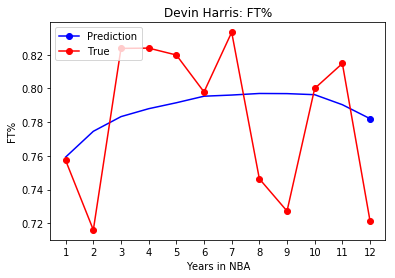 Devin Harris: FT%
Prediction
True
0.82
0.80
0.78
0.76
0.74
0.72
FT%
1 2 3 4 5 6 7 8 9 10 11 12
Years in NBA